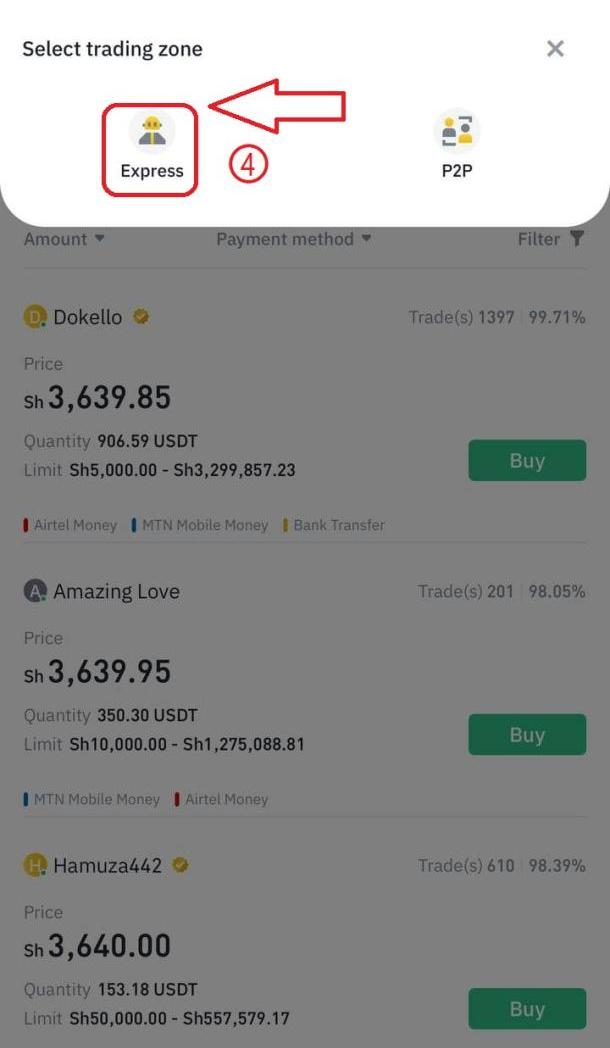 Select trading zone
Express
P2P
④
Amount
Payment method
Filter
D Dokello
Trade(s) 1397 | 99.71%
Price
Sh 3,639.85
Quantity 906.59 USDT
Limit Sh5,000.00 - Sh3,299,857.23
Buy
Airtel Money MTN Mobile Money Bank Transfer
A Amazing Love
Trade(s) 201 | 98.05%
Price
Sh 3,639.95
Quantity 350.30 USDT
Limit Sh10,000.00 - Sh1,275,088.81
Buy
MTN Mobile Money Airtel Money
H Hamuza442
Trade(s) 610 | 98.39%
Price
Sh 3,640.00
Quantity 153.18 USDT
Limit Sh50,000.00 - Sh557,579.17
Buy